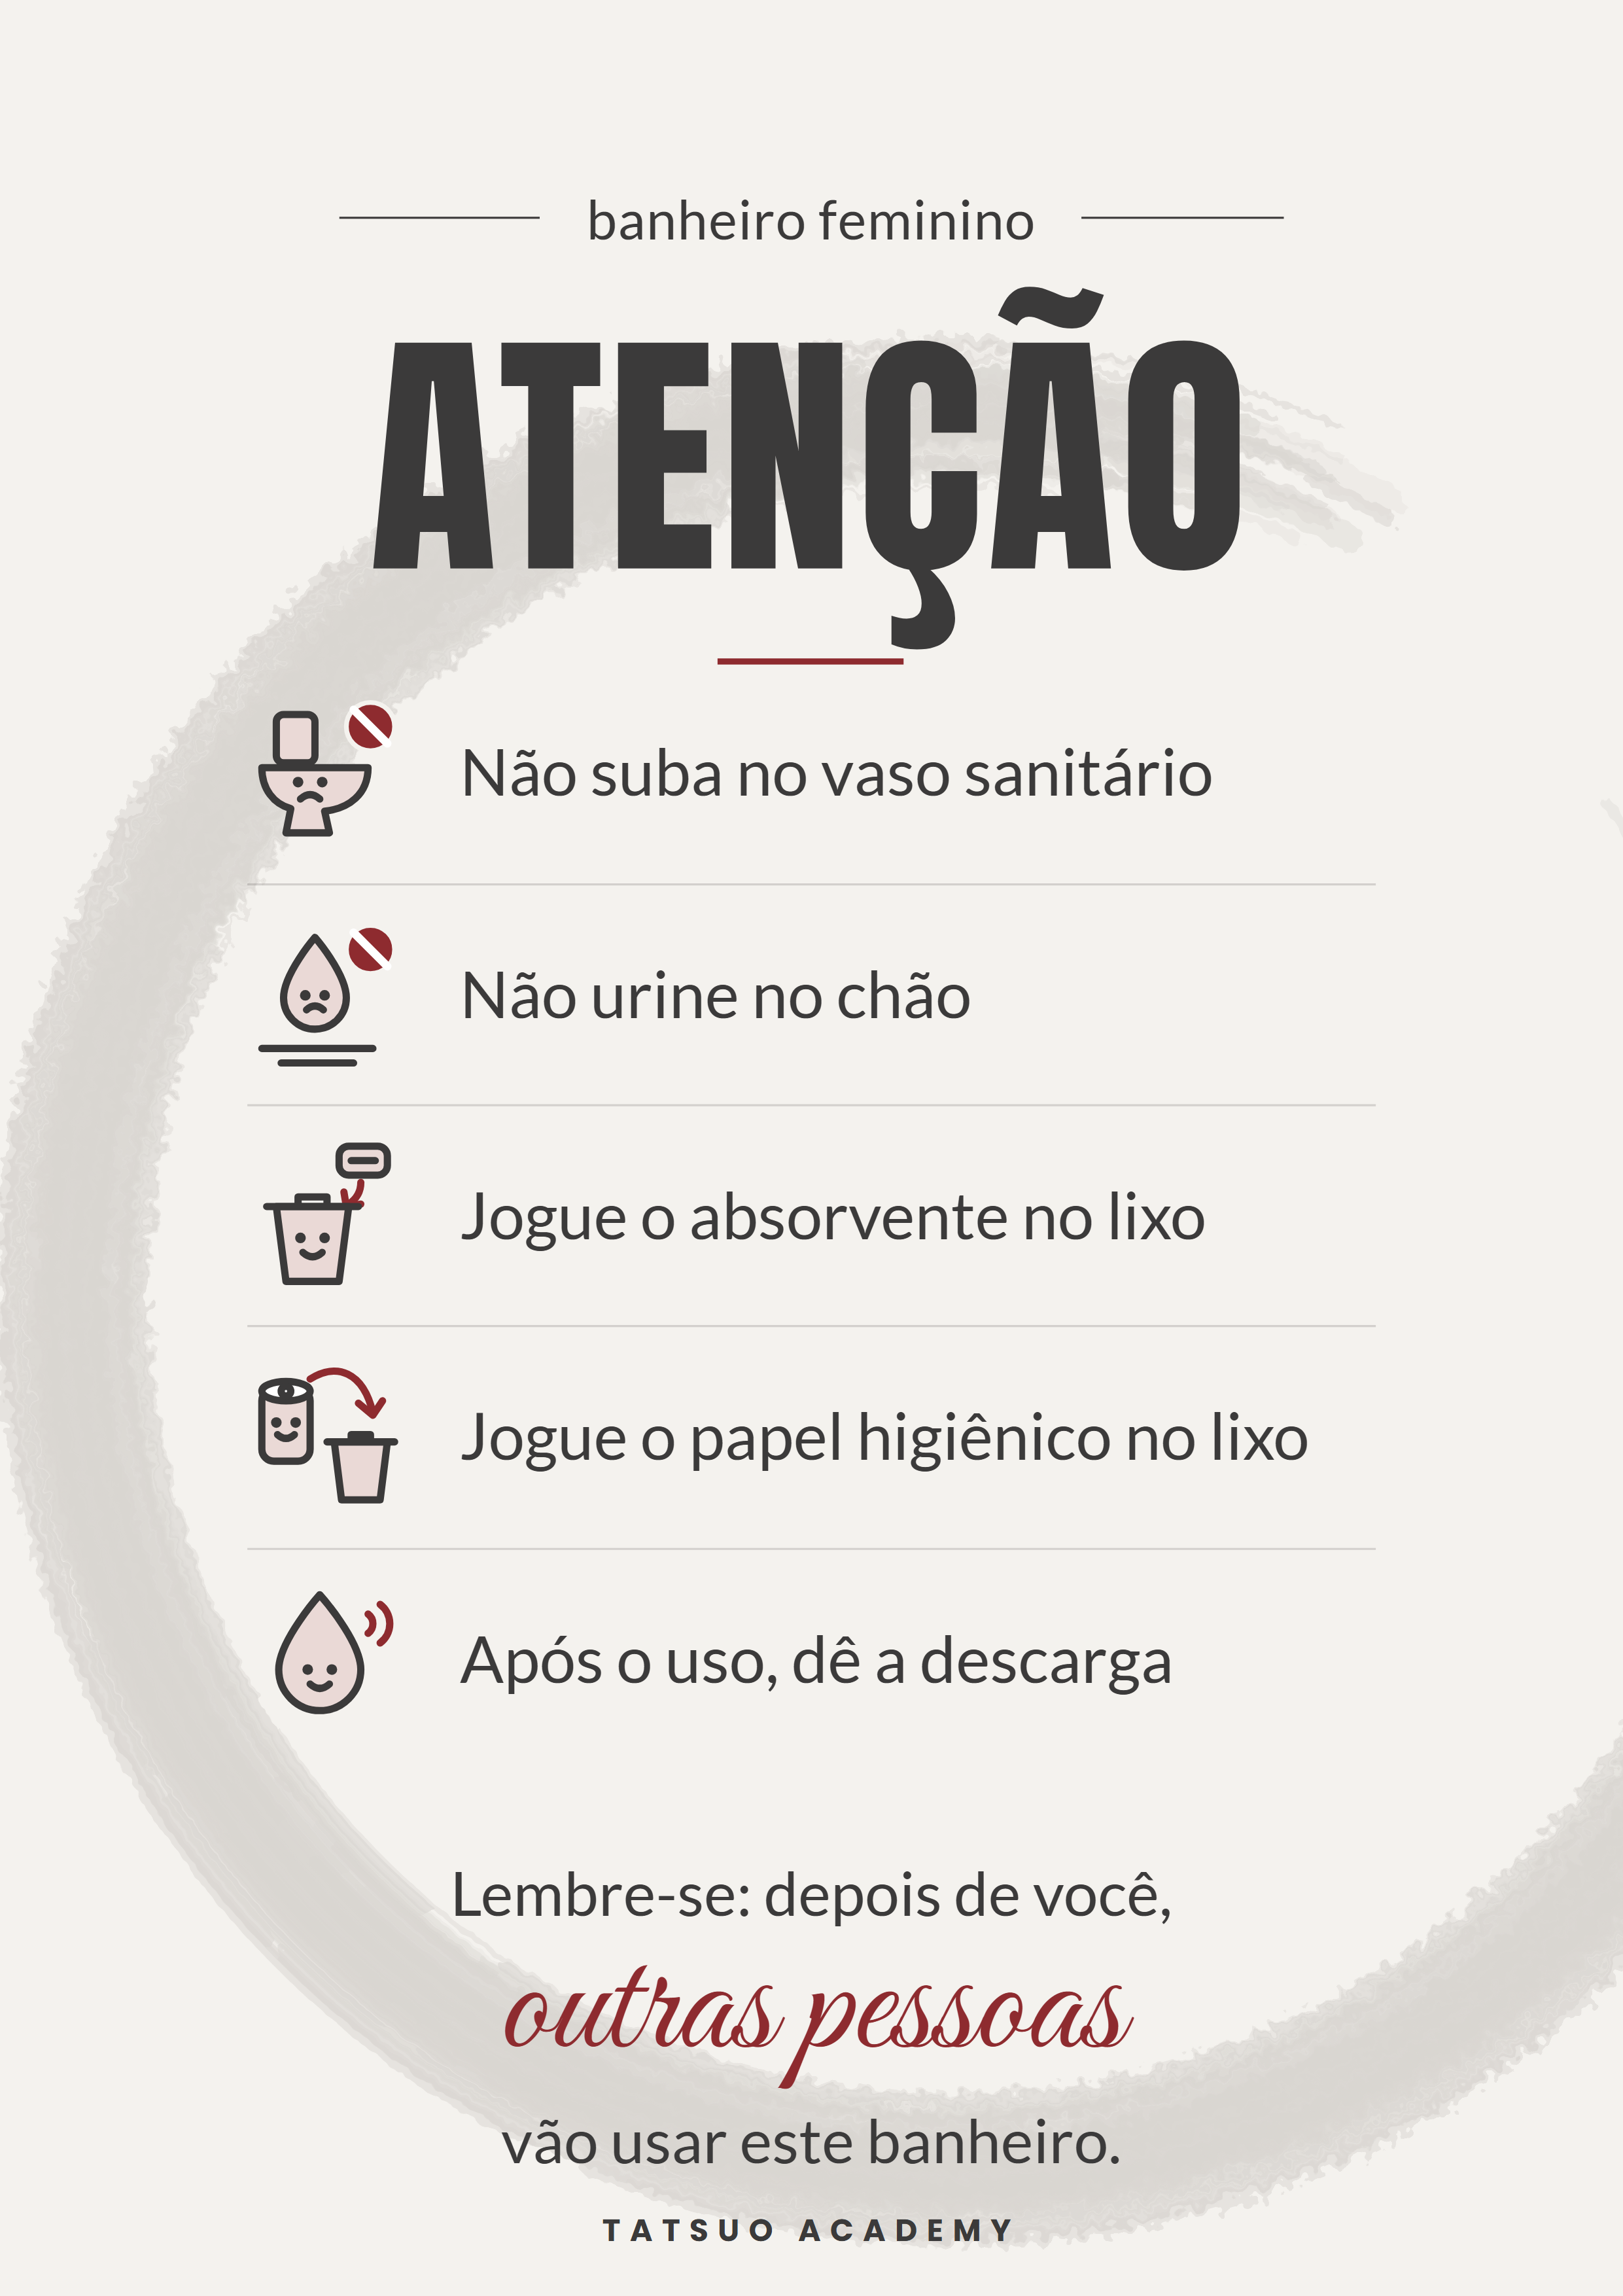 banheiro feminino
ATENÇÃO
Não suba no vaso sanitário
Não urine no chão
Jogue o absorvente no lixo
Jogue o papel higiênico no lixo
Após o uso, dê a descarga
Lembre-se: depois de você,
outras pessoas
vão usar este banheiro.
TATSUO ACADEMY